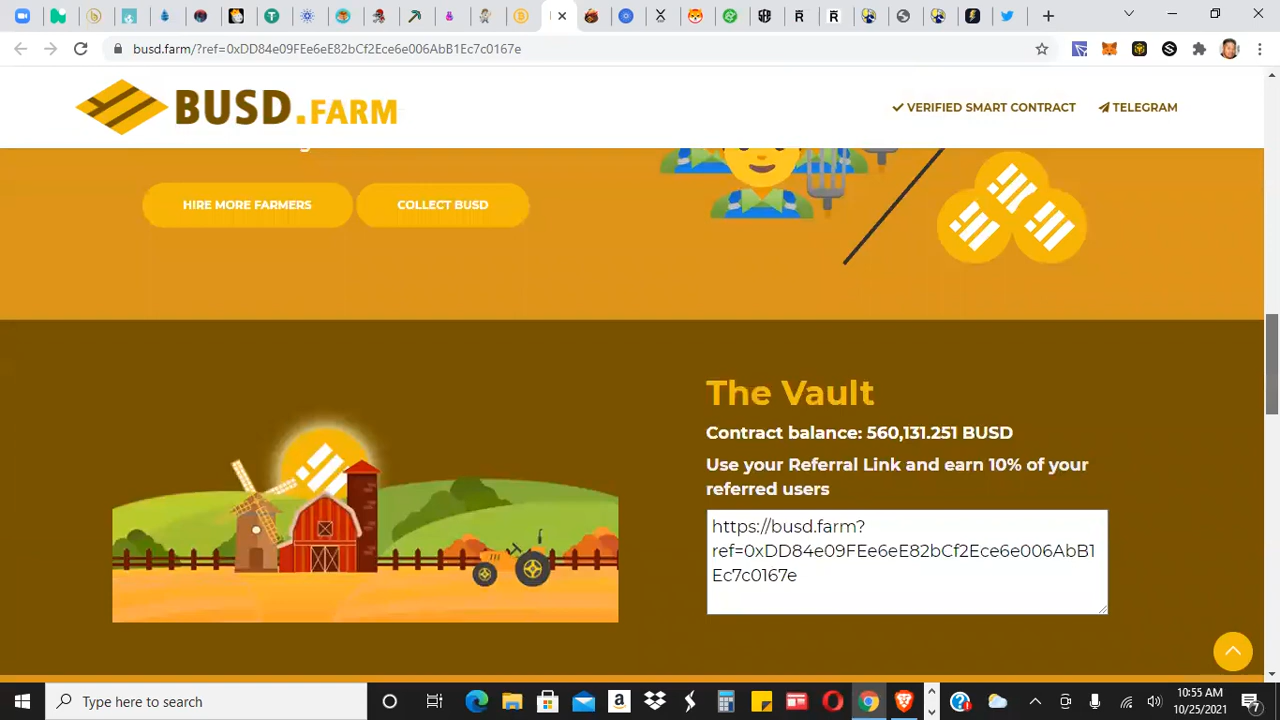 busd.farm/?ref=0xDD84e09FEe6eE82bCf2Ece6e006AbB1Ec7c0167e
BUSD.FARM
VERIFIED SMART CONTRACT
TELEGRAM
HIRE MORE FARMERS
COLLECT BUSD
The Vault
Contract balance: 560,131.251 BUSD
Use your Referral Link and earn 10% of your
referred users
https://busd.farm?
ref=0xDD84e09FEe6eE82bCf2Ece6e006AbB1
Ec7c0167e
Type here to search
10:55 AM
10/25/2021
7